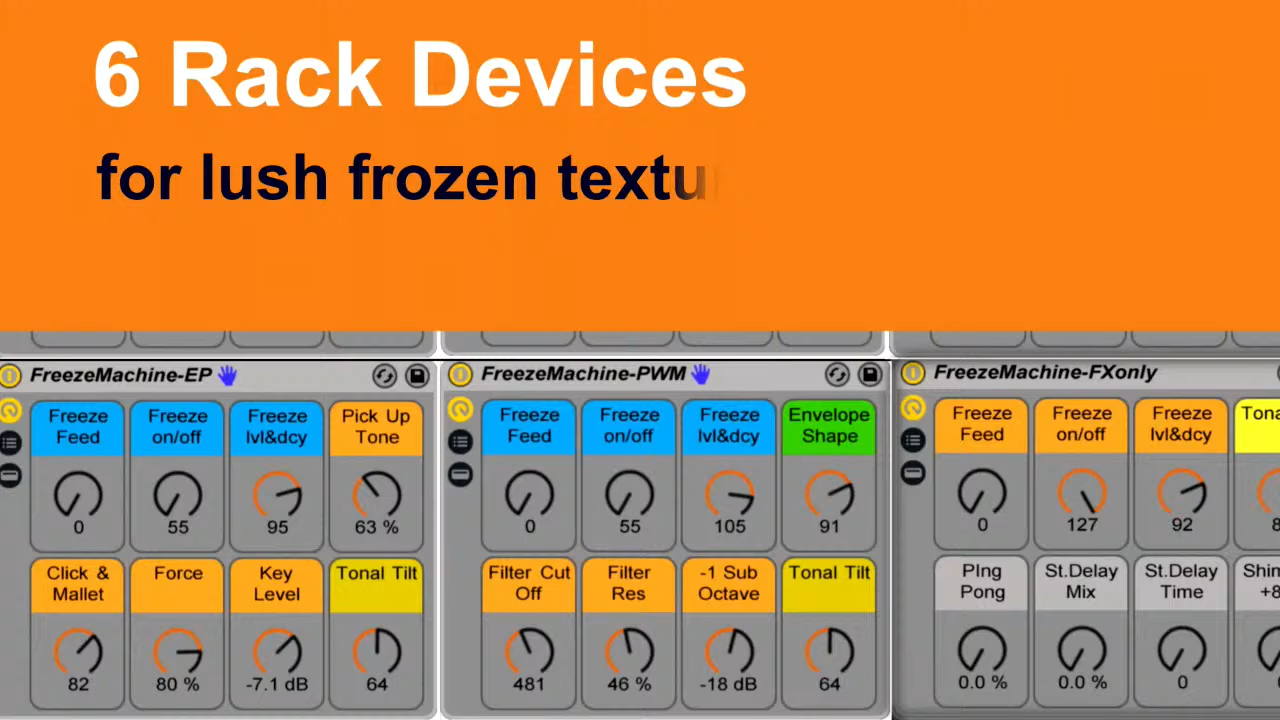 6 Rack Devices
for lush frozen
FreezeMachine-EP
Freeze Feed
Freeze on/off
Freeze lvl&dcy
Pick Up Tone
0
55
95
63 %
Click & Mallet
Force
Key Level
Tonal Tilt
82
80 %
-7.1 dB
64
FreezeMachine-PWM
Freeze Feed
Freeze on/off
Freeze lvl&dcy
Envelope Shape
0
55
105
91
Filter Cut Off
Filter Res
-1 Sub Octave
Tonal Tilt
481
46 %
-18 dB
64
FreezeMachine-FXonly
Freeze Feed
Freeze on/off
Freeze lvl&dcy
0
127
92
PIng Pong
St.Delay Mix
St.Delay Time
0.0 %
0.0 %
0